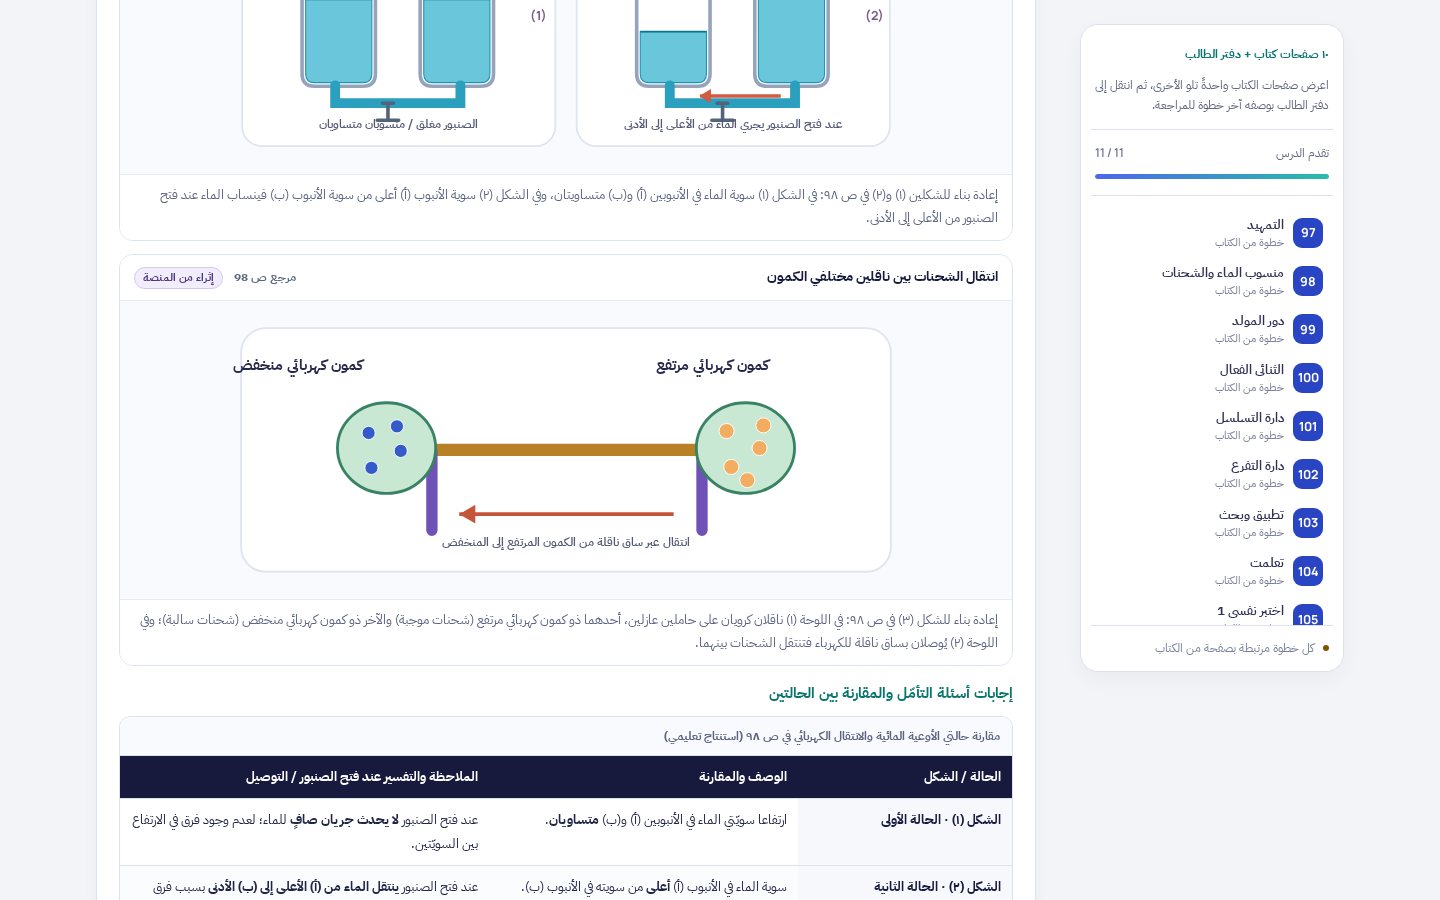 ١٠ صفحات كتاب + دفتر الطالب
اعرض صفحات الكتاب واحدةً تلو الأخرى، ثم انتقل إلى
دفتر الطالب بوصفه آخر خطوة للمراجعة.
تقدم الدرس 11 / 11
97 التمهيد
خطوة من الكتاب
98 منسوب الماء والشحنات
خطوة من الكتاب
99 دور المولد
خطوة من الكتاب
100 الثنائي الفعال
خطوة من الكتاب
101 دارة التسلسل
خطوة من الكتاب
102 دارة التفرع
خطوة من الكتاب
103 تطبيق وبحث
خطوة من الكتاب
104 تعلمت
خطوة من الكتاب
105 اختبر نفسي 1
كل خطوة مرتبطة بصفحة من الكتاب
(2) (1)
عند فتح الصنبور يجري الماء من الأعلى إلى الأدنى
الصنبور مغلق / مستويان متساويان
إعادة بناء للشكلين (١) و(٢) في ص ٩٨: في الشكل (١) سوية الماء في الأنبوبين (أ) و(ب) متساويتان، وفي الشكل (٢) سوية الأنبوب (أ) أعلى من سوية الأنبوب (ب) فينساب الماء عند فتح
الصنبور من الأعلى إلى الأدنى.
انتقال الشحنات بين ناقلين مختلفي الكمون مرجع ص 98 إثراء من المنصة
كمون كهربائي مرتفع كمون كهربائي منخفض
انتقال عبر ساق ناقلة من الكمون المرتفع إلى المنخفض
إعادة بناء للشكل (٣) في ص ٩٨: في اللوحة (١) ناقلان كرويان على حاملين عازلين، أحدهما ذو كمون كهربائي مرتفع (شحنات موجبة) والآخر ذو كمون كهربائي منخفض (شحنات سالبة)؛ وفي
اللوحة (٢) يُوصلان بساق ناقلة للكهرباء فتنتقل الشحنات بينهما.
إجابات أسئلة التأمّل والمقارنة بين الحالتين
مقارنة حالتي الأوعية المائية والانتقال الكهربائي في ص ٩٨ (استنتاج تعليمي)
الحالة / الشكل الوصف والمقارنة الملاحظة والتفسير عند فتح الصنبور / التوصيل
الشكل (١) · الحالة الأولى ارتفاعا سويّتي الماء في الأنبوبين (أ) و(ب) متساويان. عند فتح الصنبور لا يحدث جريان صافٍ للماء؛ لعدم وجود فرق في الارتفاع
بين السويّتين.
الشكل (٢) · الحالة الثانية سوية الماء في الأنبوب (أ) أعلى من سويته في الأنبوب (ب). عند فتح الصنبور ينتقل الماء من (أ) الأعلى إلى (ب) الأدنى بسبب فرق